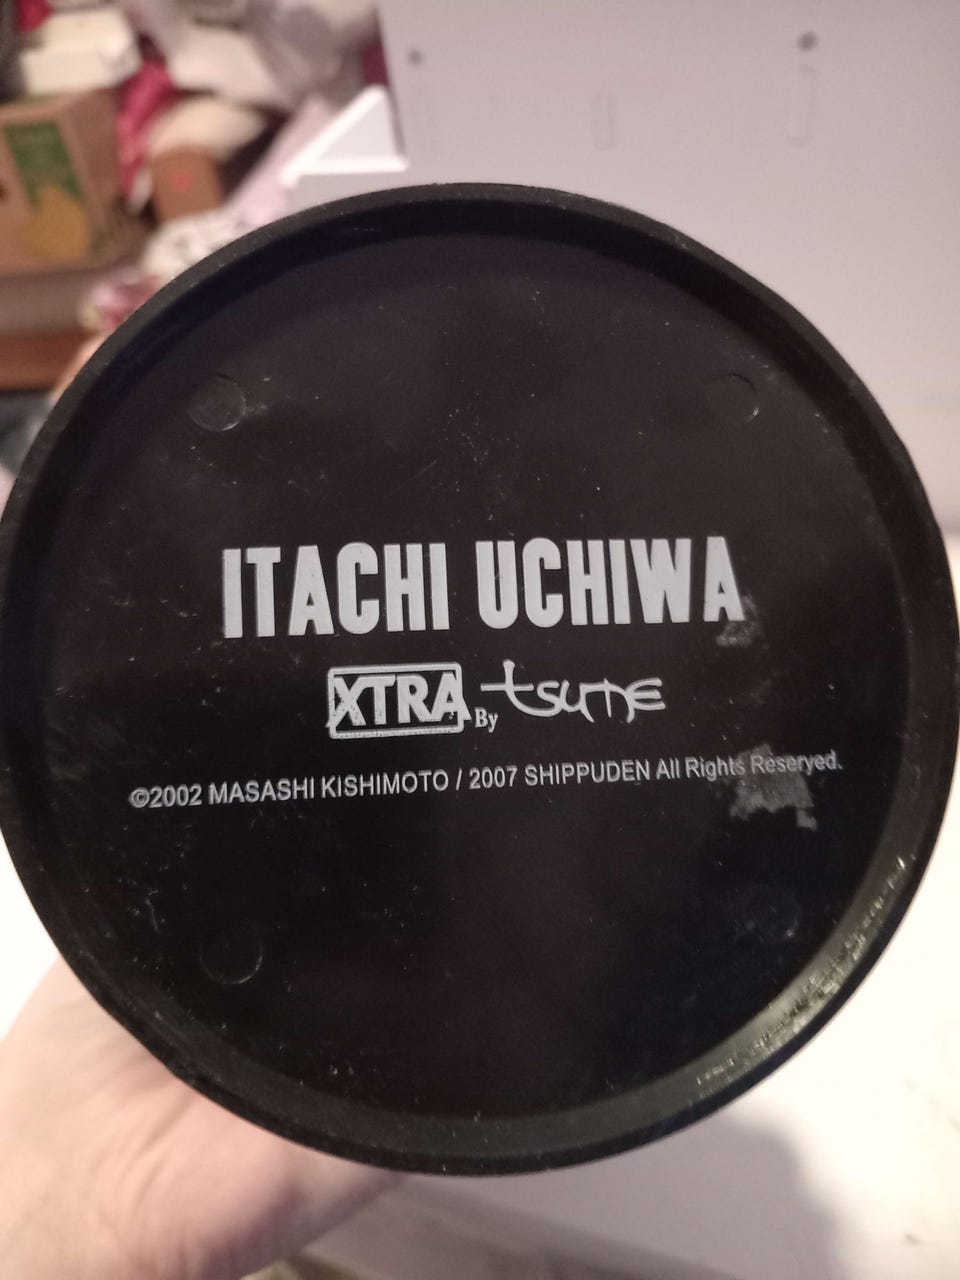 ITACHI UCHIWA
XTRA By tsume
©2002 MASASHI KISHIMOTO / 2007 SHIPPUDEN All Rights Reserved.